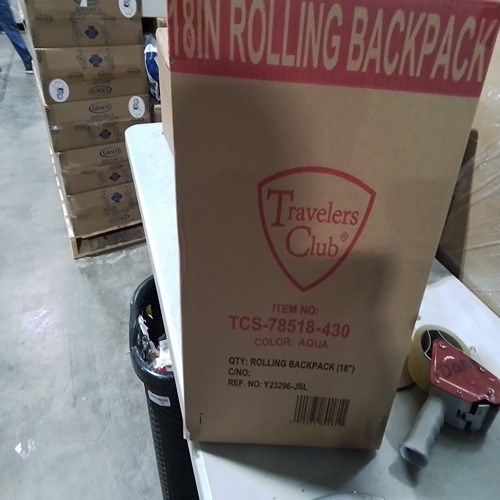 18IN ROLLING BACKPACK
Travelers
Club®
ITEM NO:
TCS-78518-430
COLOR: AQUA
QTY: ROLLING BACKPACK (18")
C/NO:
REF. NO: Y23296-JSL